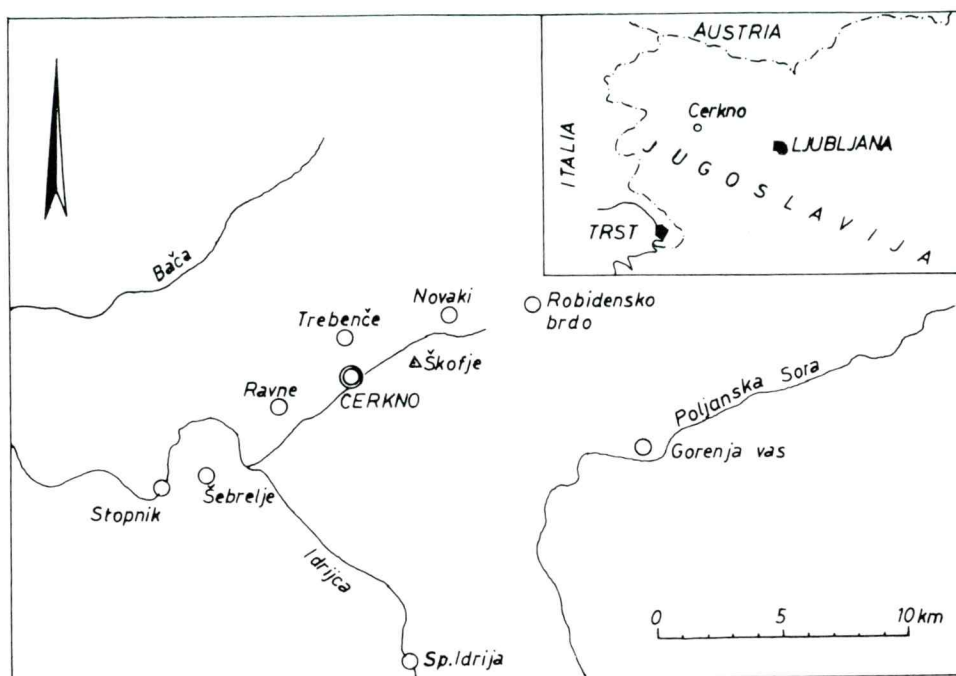 AUSTRIA
Cerkno
LJUBLJANA
ITALIA
JUGOSLAVIJA
TRST
Bača
Novaki
Robidensko
brdo
Trebenče
Škofje
Ravne
CERKNO
Poljanska Sora
Gorenja vas
Šebrelje
Stopnik
Idrijca
0 5 10 km
Sp. Idrija